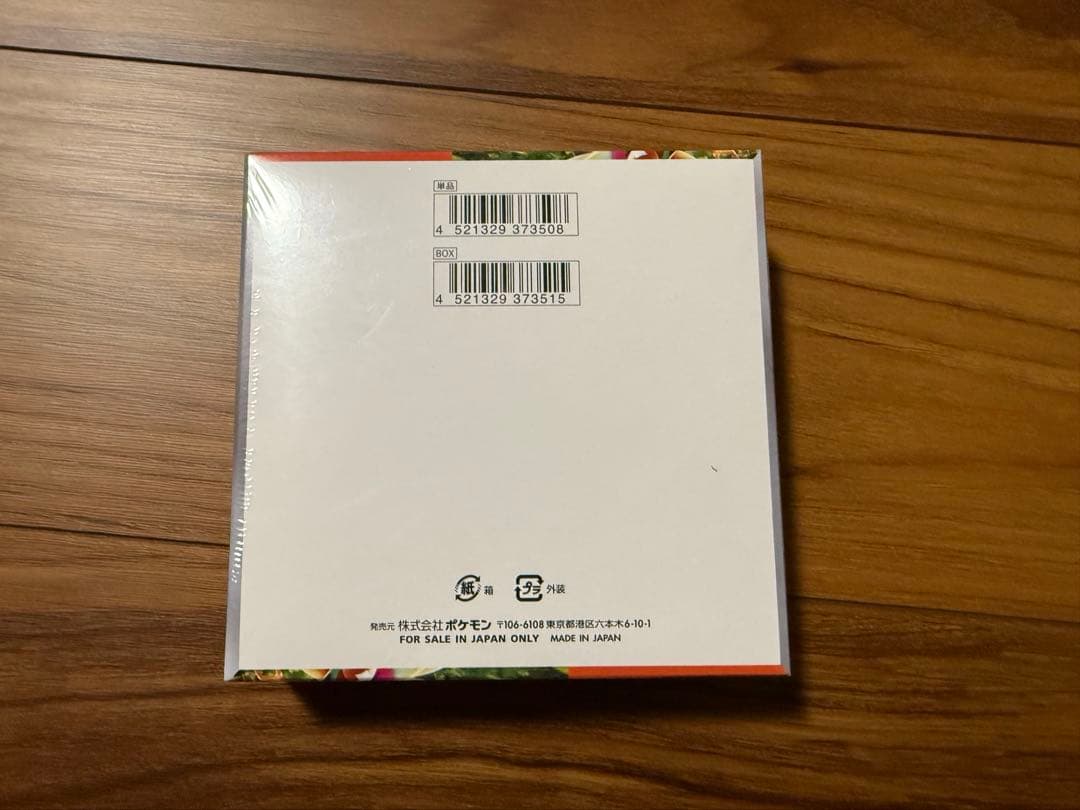 単品
4 521329 373508
BOX
4 521329 373515
紙 箱 プラ 外装
発売元 株式会社ポケモン 〒106-6108 東京都港区六本木6-10-1
FOR SALE IN JAPAN ONLY MADE IN JAPAN